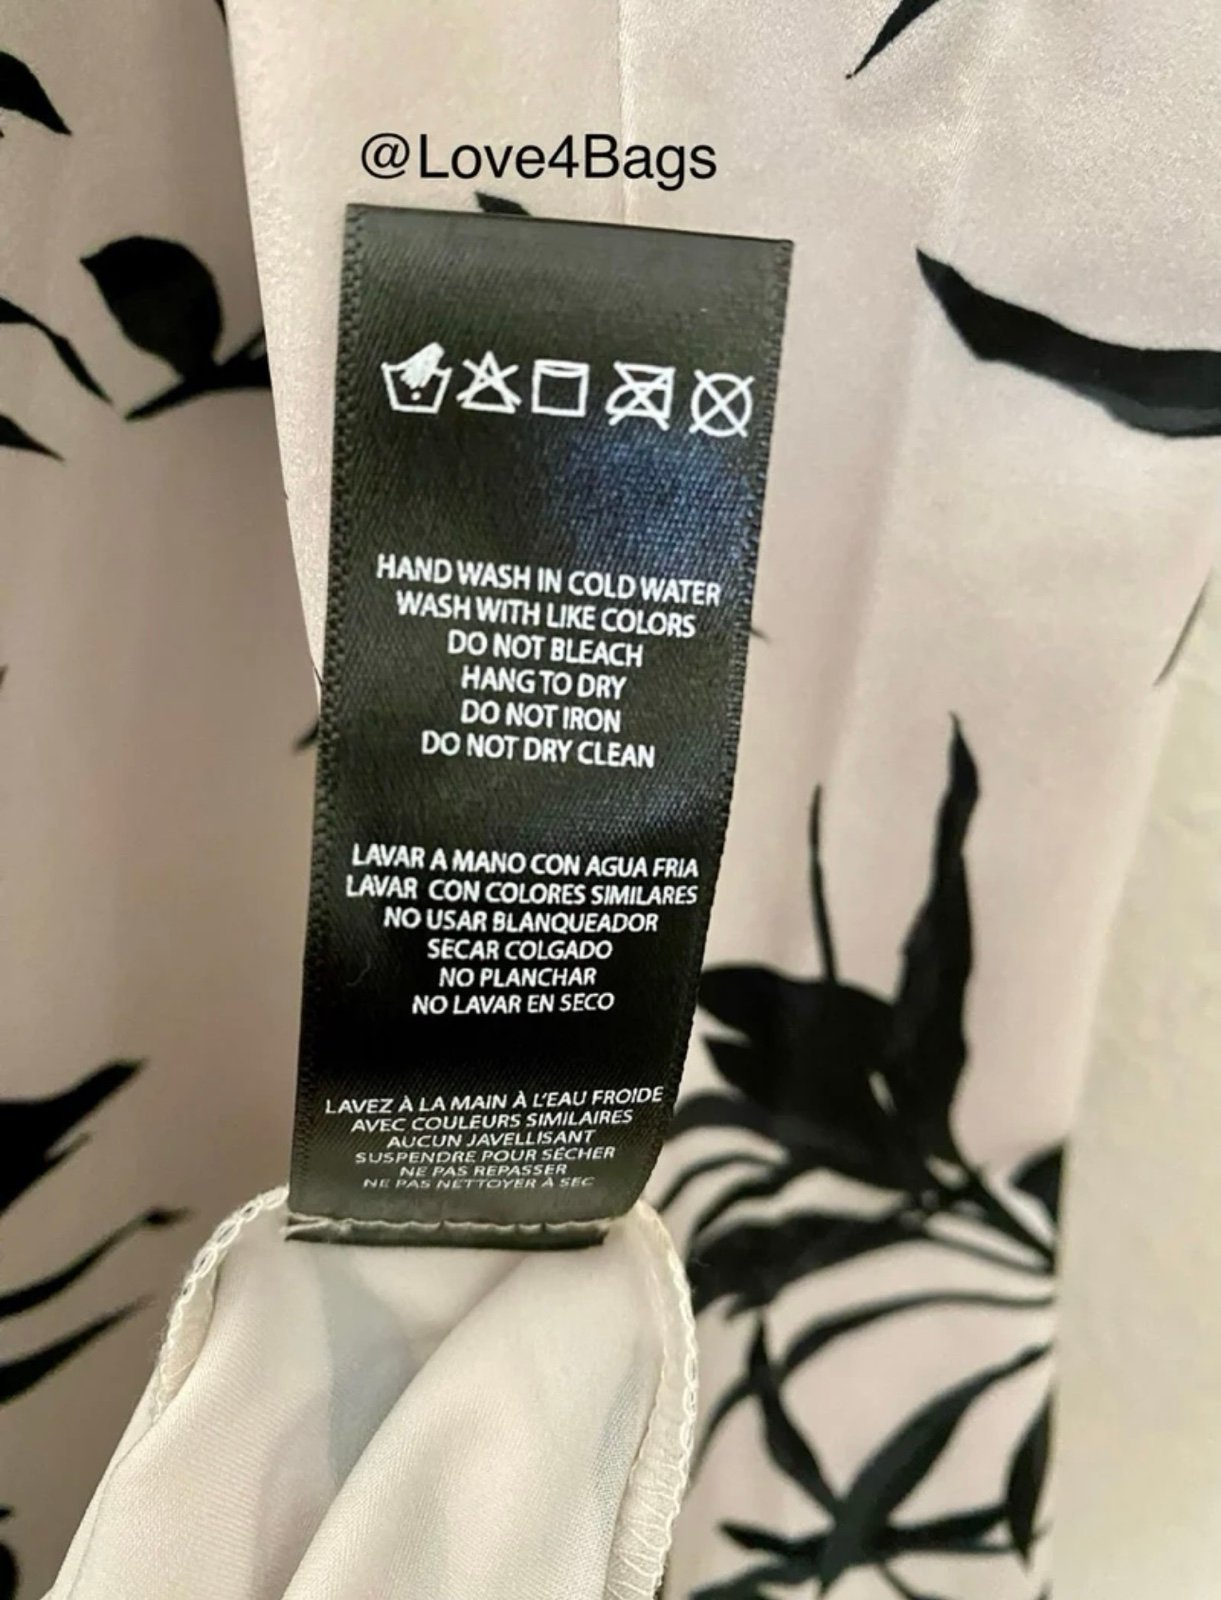 @Love4Bags
HAND WASH IN COLD WATER
WASH WITH LIKE COLORS
DO NOT BLEACH
HANG TO DRY
DO NOT IRON
DO NOT DRY CLEAN
LAVAR A MANO CON AGUA FRIA
LAVAR CON COLORES SIMILARES
NO USAR BLANQUEADOR
SECAR COLGADO
NO PLANCHAR
NO LAVAR EN SECO
LAVEZ À LA MAIN À L'EAU FROIDE
AVEC COULEURS SIMILAIRES
AUCUN JAVELLISANT
SUSPENDRE POUR SÉCHER
NE PAS REPASSER
NE PAS NETTOYER À SEC